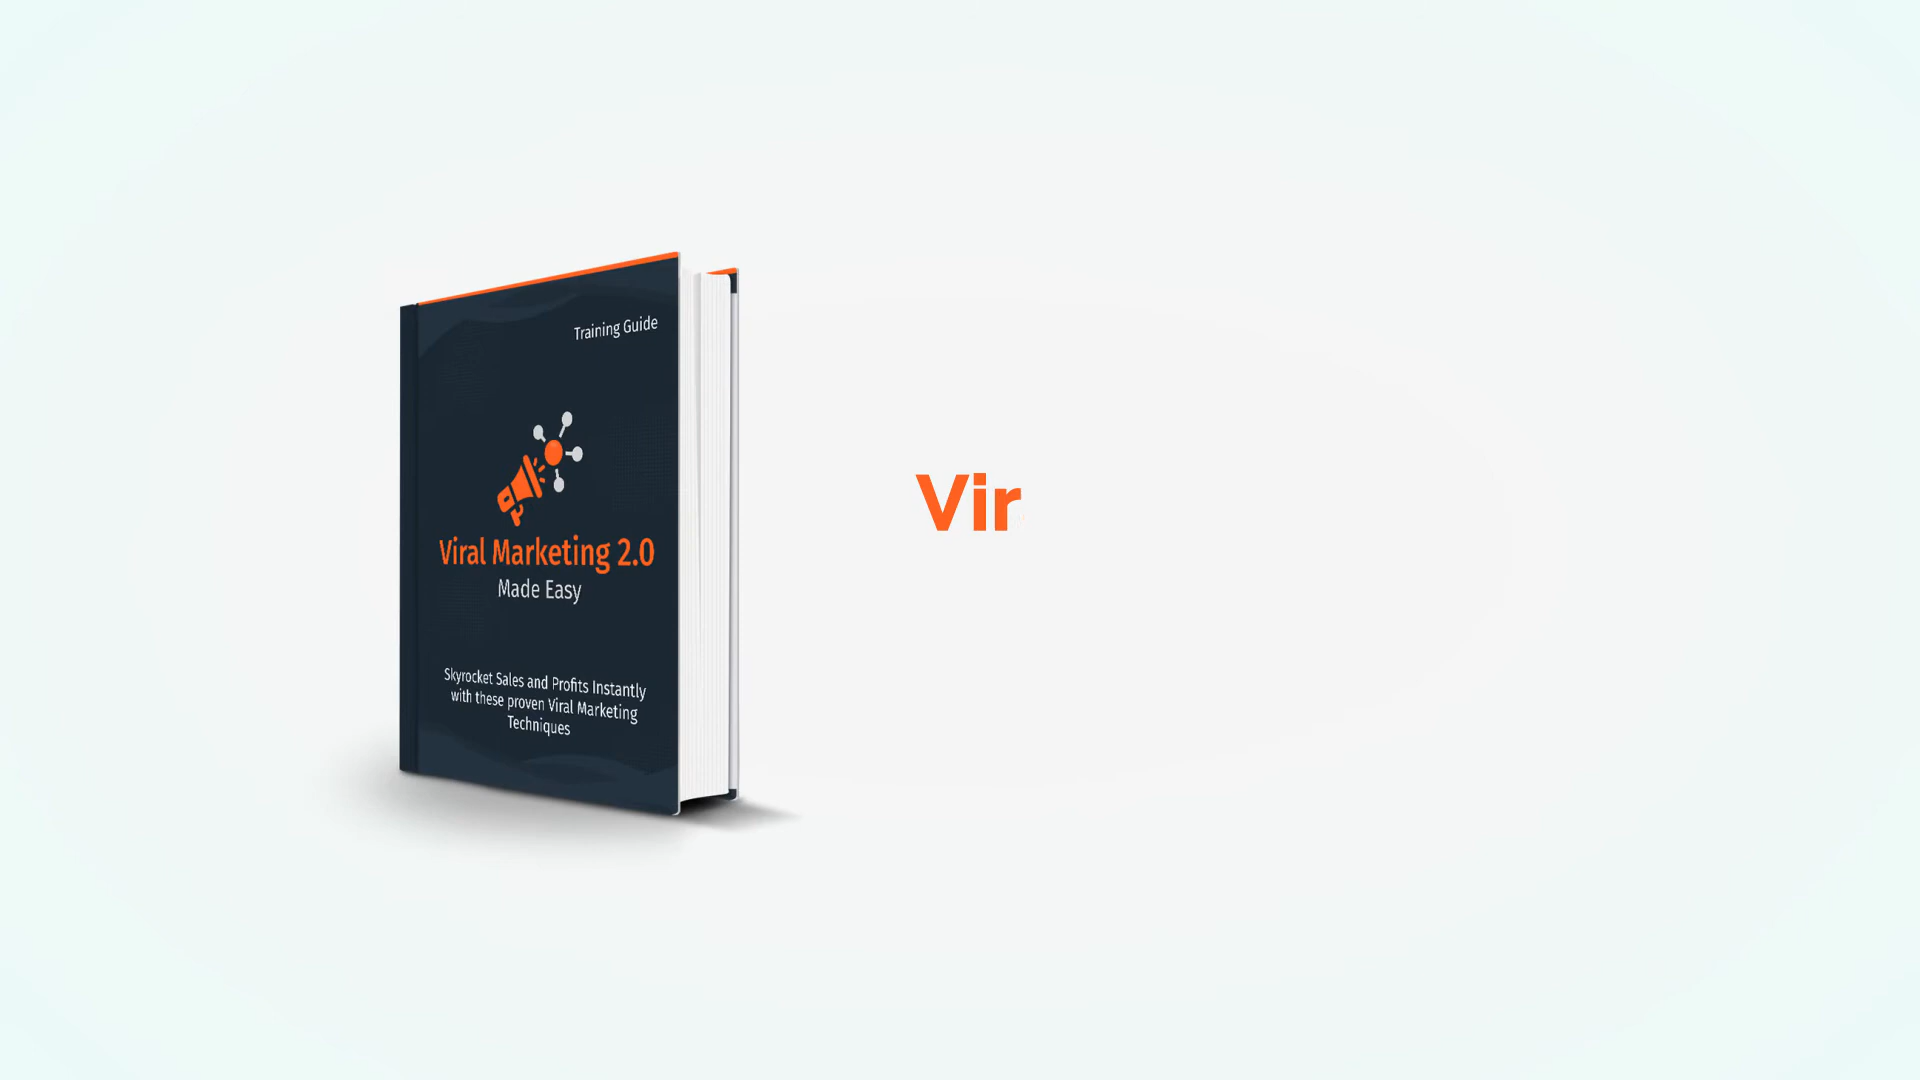 Training Guide
Viral Marketing 2.0
Made Easy
Skyrocket Sales and Profits Instantly
with these proven Viral Marketing
Techniques
Vir